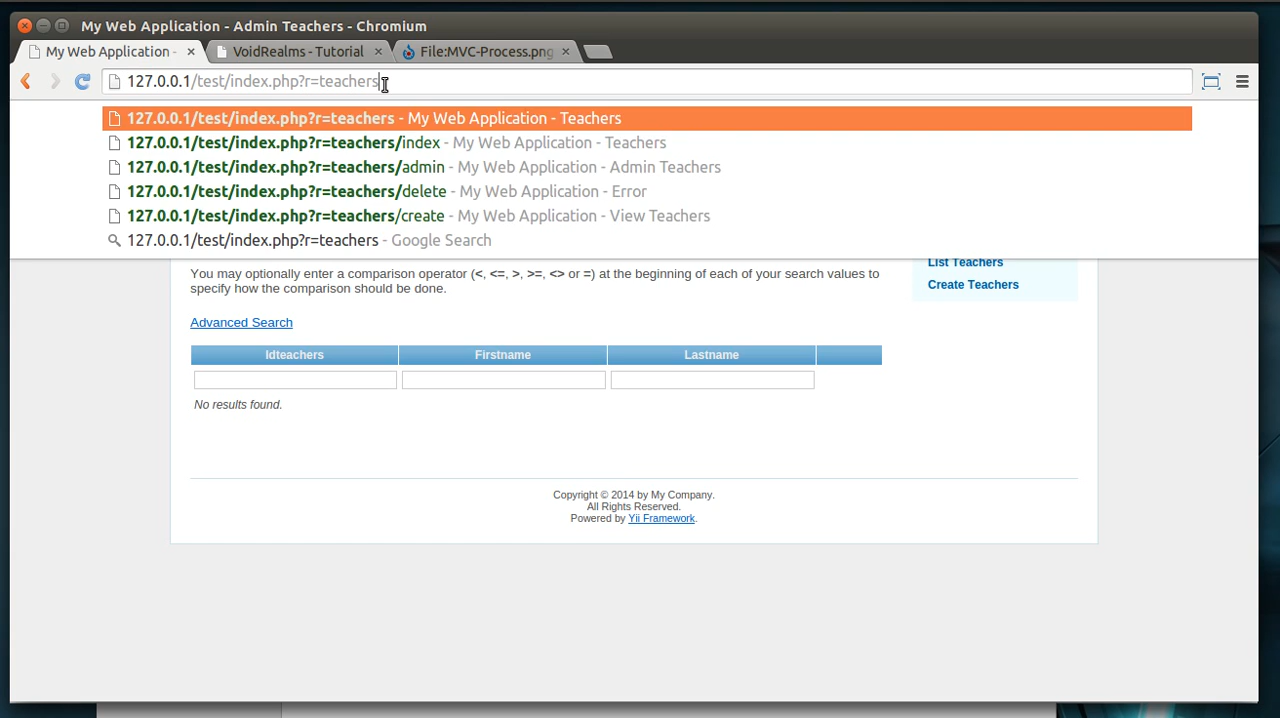 My Web Application - Admin Teachers - Chromium
My Web Application - VoidRealms - Tutorial File:MVC-Process.png
127.0.0.1/test/index.php?r=teachers
127.0.0.1/test/index.php?r=teachers - My Web Application - Teachers
127.0.0.1/test/index.php?r=teachers/index - My Web Application - Teachers
127.0.0.1/test/index.php?r=teachers/admin - My Web Application - Admin Teachers
127.0.0.1/test/index.php?r=teachers/delete - My Web Application - Error
127.0.0.1/test/index.php?r=teachers/create - My Web Application - View Teachers
127.0.0.1/test/index.php?r=teachers - Google Search
List Teachers
Create Teachers
You may optionally enter a comparison operator (<, <=, >, >=, <> or =) at the beginning of each of your search values to
specify how the comparison should be done.
Advanced Search
Idteachers Firstname Lastname
No results found.
Copyright © 2014 by My Company.
All Rights Reserved.
Powered by Yii Framework.